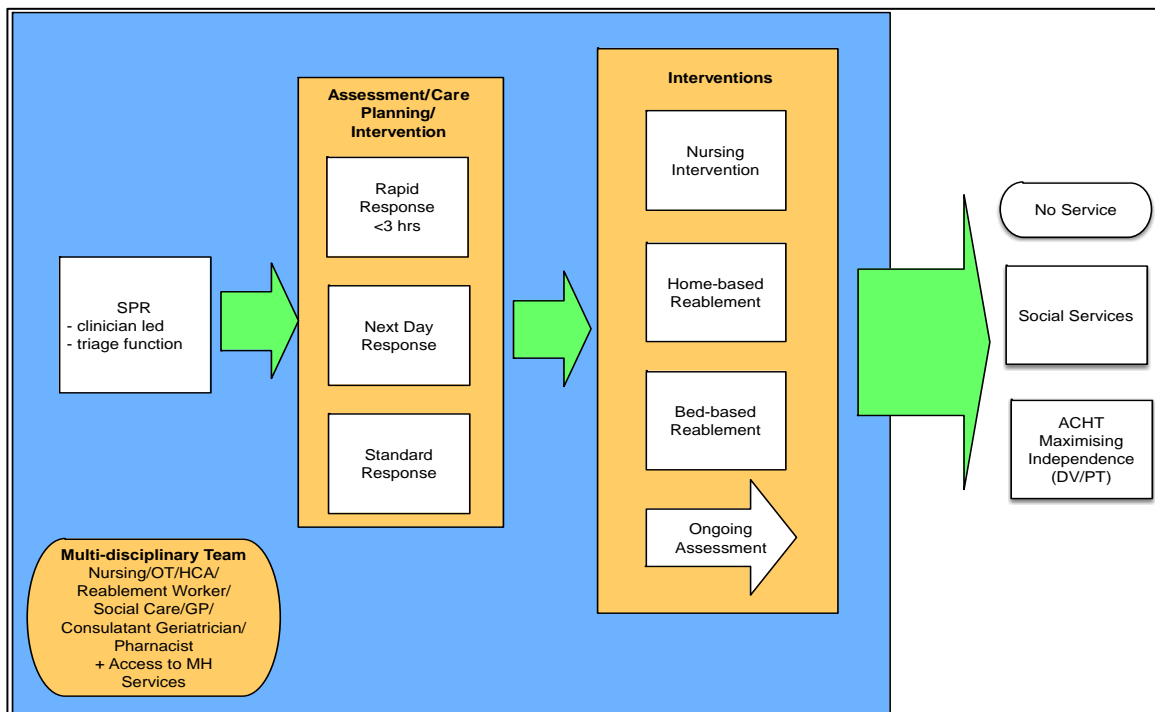 SPR
- clinician led
- triage function
Assessment/Care
Planning/
Intervention
Rapid
Response
<3 hrs
Next Day
Response
Standard
Response
Interventions
Nursing
Intervention
Home-based
Reablement
Bed-based
Reablement
Ongoing
Assessment
No Service
Social Services
ACHT
Maximising
Independence
(DV/PT)
Multi-disciplinary Team
Nursing/OT/HCA/
Reablement Worker/
Social Care/GP/
Consulatant Geriatrician/
Pharnacist
+ Access to MH
Services